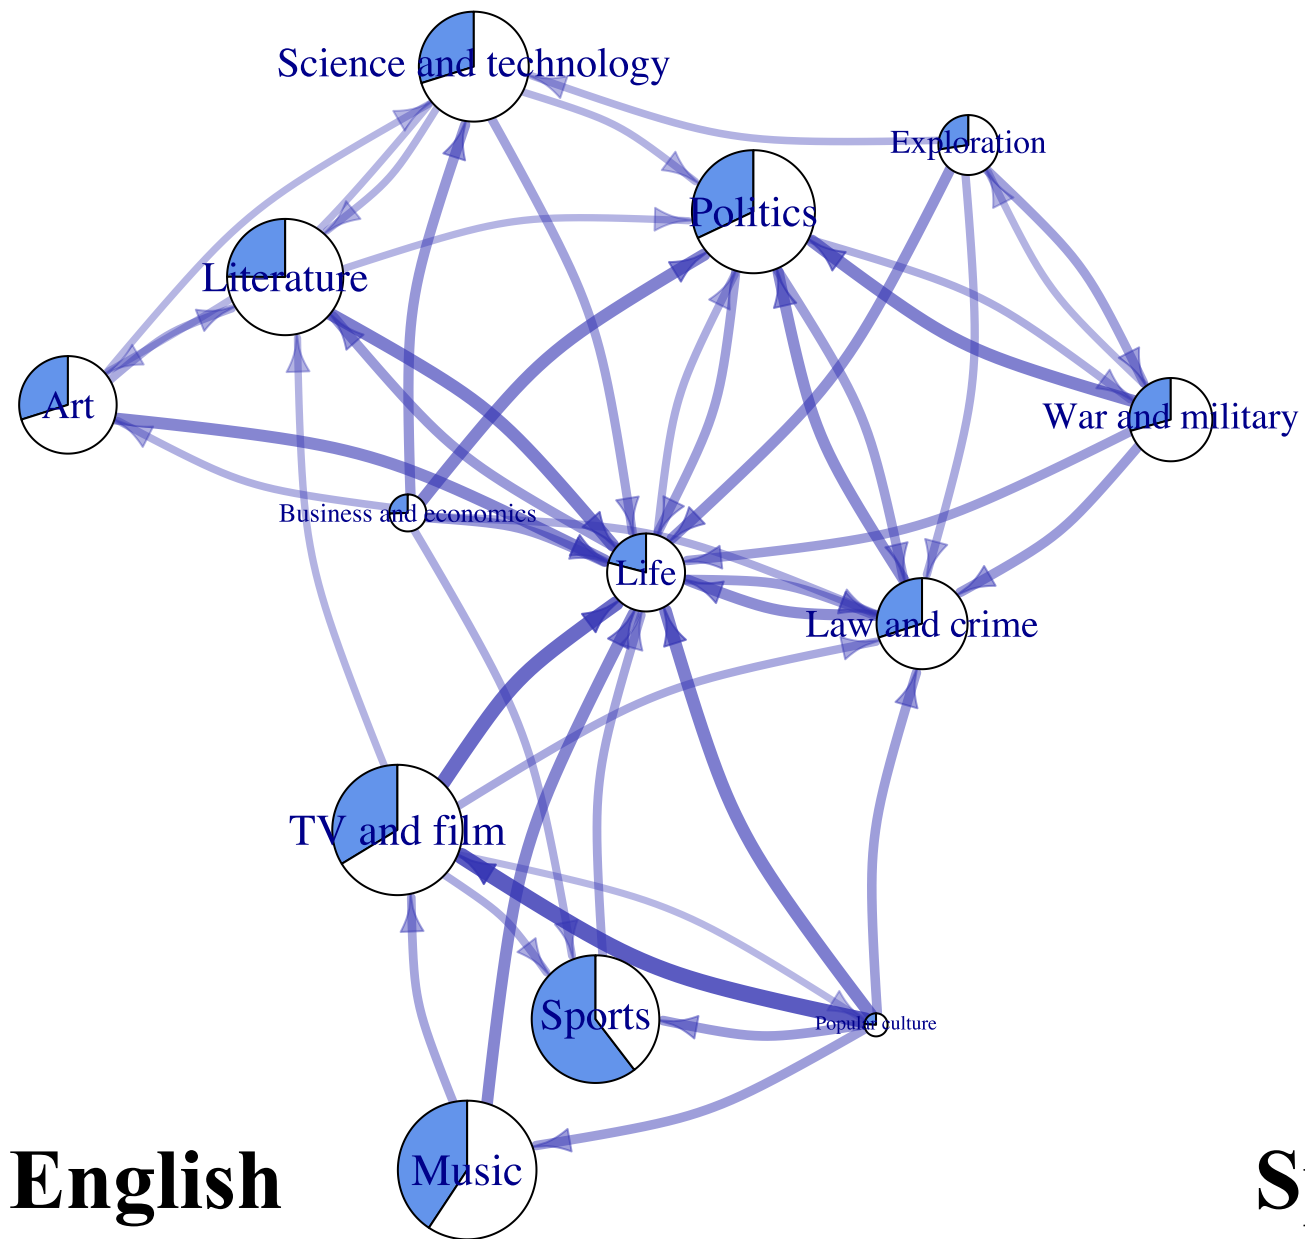 Science and technology
Exploration
Politics
Literature
Art
War and military
Business and economics
Life
Law and crime
TV and film
Sports
Popular culture
Music
English